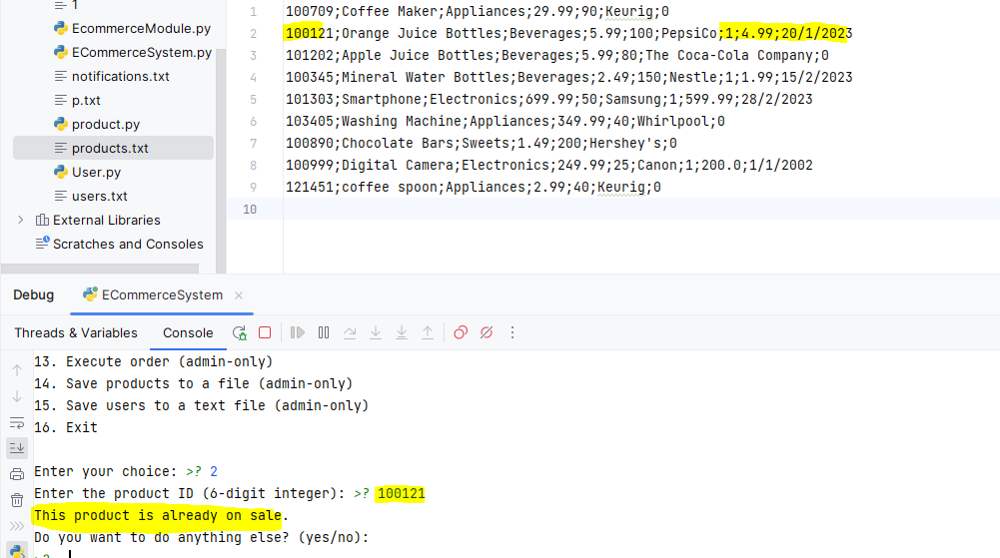 1
EcommerceModule.py
ECommerceSystem.py
notifications.txt
p.txt
product.py
products.txt
User.py
users.txt
External Libraries
Scratches and Consoles
1 100709;Coffee Maker;Appliances;29.99;90;Keurig;0
2 100121;Orange Juice Bottles;Beverages;5.99;100;PepsiCo;1;4.99;20/1/2023
3 101202;Apple Juice Bottles;Beverages;5.99;80;The Coca-Cola Company;0
4 100345;Mineral Water Bottles;Beverages;2.49;150;Nestle;1;1.99;15/2/2023
5 101303;Smartphone;Electronics;699.99;50;Samsung;1;599.99;28/2/2023
6 103405;Washing Machine;Appliances;349.99;40;Whirlpool;0
7 100890;Chocolate Bars;Sweets;1.49;200;Hershey's;0
8 100999;Digital Camera;Electronics;249.99;25;Canon;1;200.0;1/1/2002
9 121451;coffee spoon;Appliances;2.99;40;Keurig;0
10
Debug ECommerceSystem
Threads & Variables Console
13. Execute order (admin-only)
14. Save products to a file (admin-only)
15. Save users to a text file (admin-only)
16. Exit
Enter your choice: >? 2
Enter the product ID (6-digit integer): >? 100121
This product is already on sale.
Do you want to do anything else? (yes/no):
>?